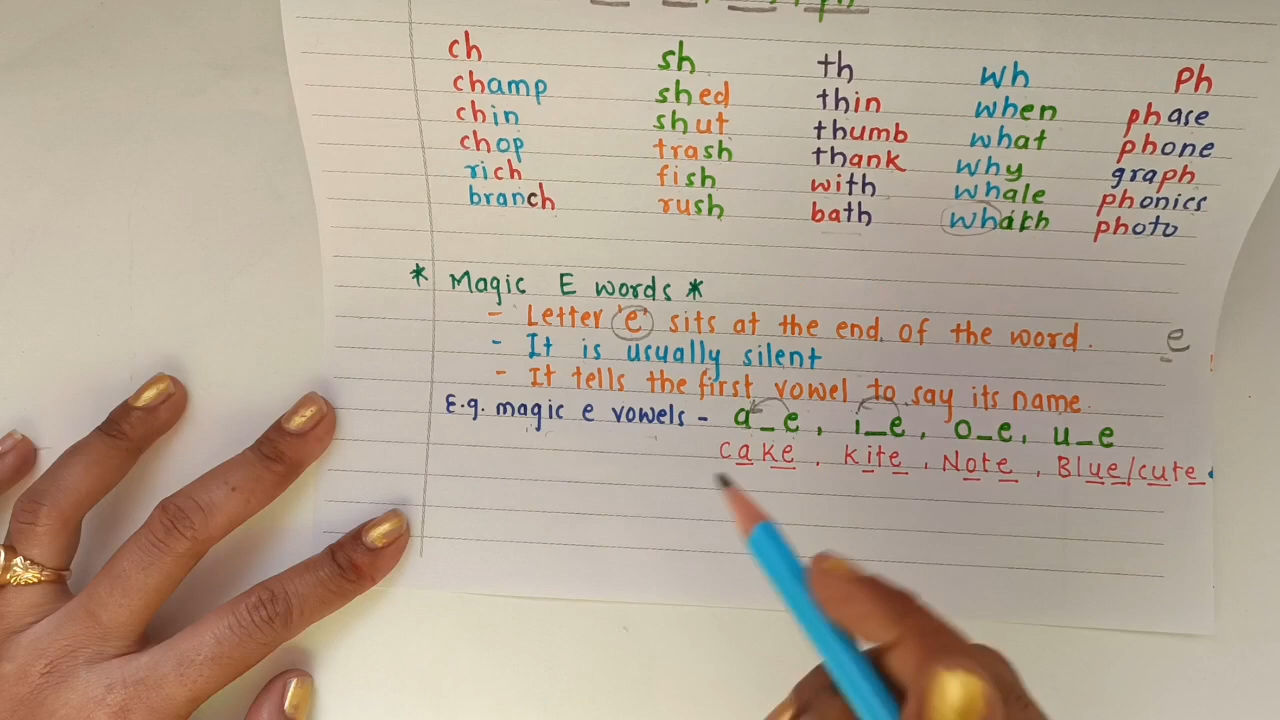 ch sh th wh ph
champ shed thin when phase
chin shut thumb what phone
chop trash thank why graph
rich fish with whale phonics
branch rush bath photo
* Magic E words *
- Letter 'e' sits at the end. of the word. e
- It is usually silent
- It tells the first vowel to say its name.
E.g. magic e vowels - a_e, i_e, o_e, u_e
cake, kite, Note, Blue/cute